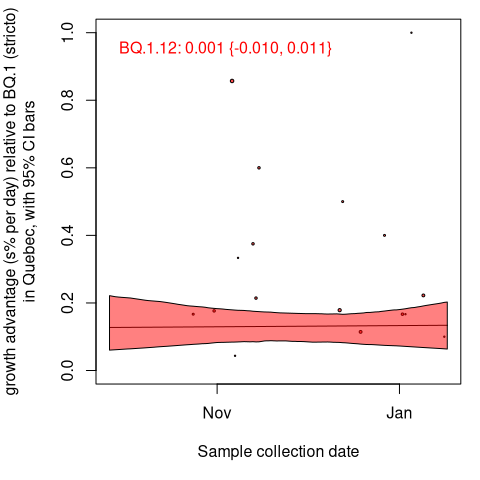 growth advantage (s% per day) relative to BQ.1 (stricto)
in Quebec, with 95% CI bars
BQ.1.12: 0.001 {-0.010, 0.011}
1.0
0.8
0.6
0.4
0.2
0.0
Nov Jan
Sample collection date